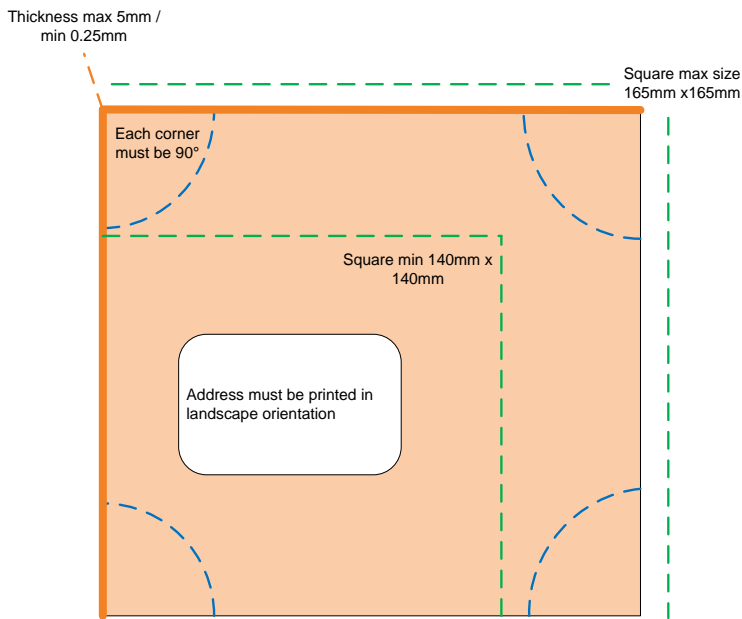 Thickness max 5mm /
min 0.25mm
Square max size
165mm x165mm
Each corner
must be 90°
Square min 140mm x
140mm
Address must be printed in
landscape orientation